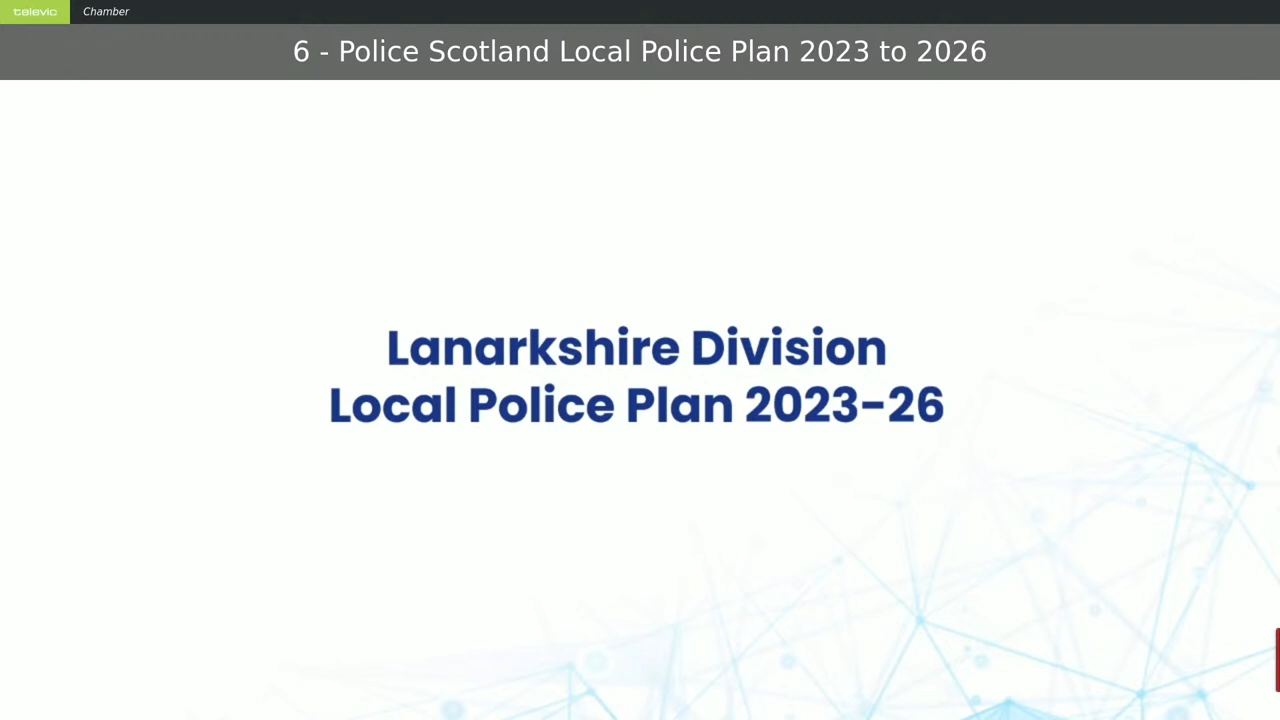 televic Chamber
6 - Police Scotland Local Police Plan 2023 to 2026
Lanarkshire Division
Local Police Plan 2023-26